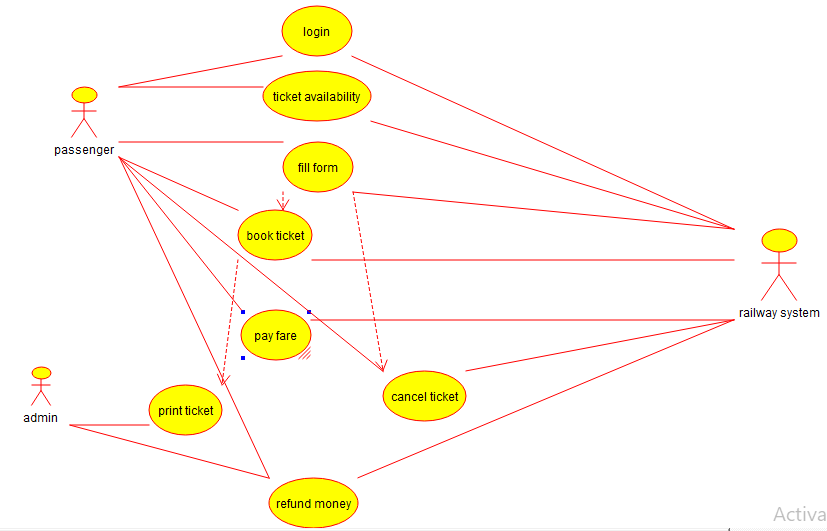 login
ticket availability
passenger
fill form
book ticket
railway system
pay fare
cancel ticket
print ticket
admin
refund money
Activa